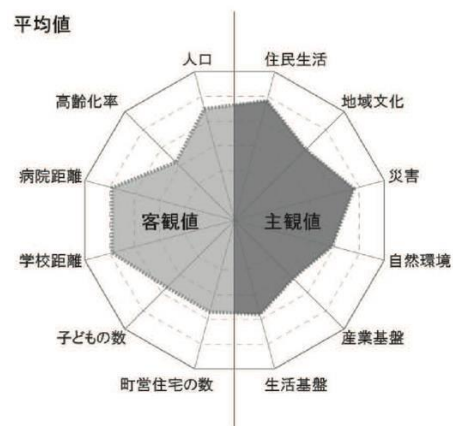 平均値
人口
住民生活
高齢化率
地域文化
病院距離
災害
客観値
主観値
学校距離
自然環境
子どもの数
産業基盤
町営住宅の数
生活基盤